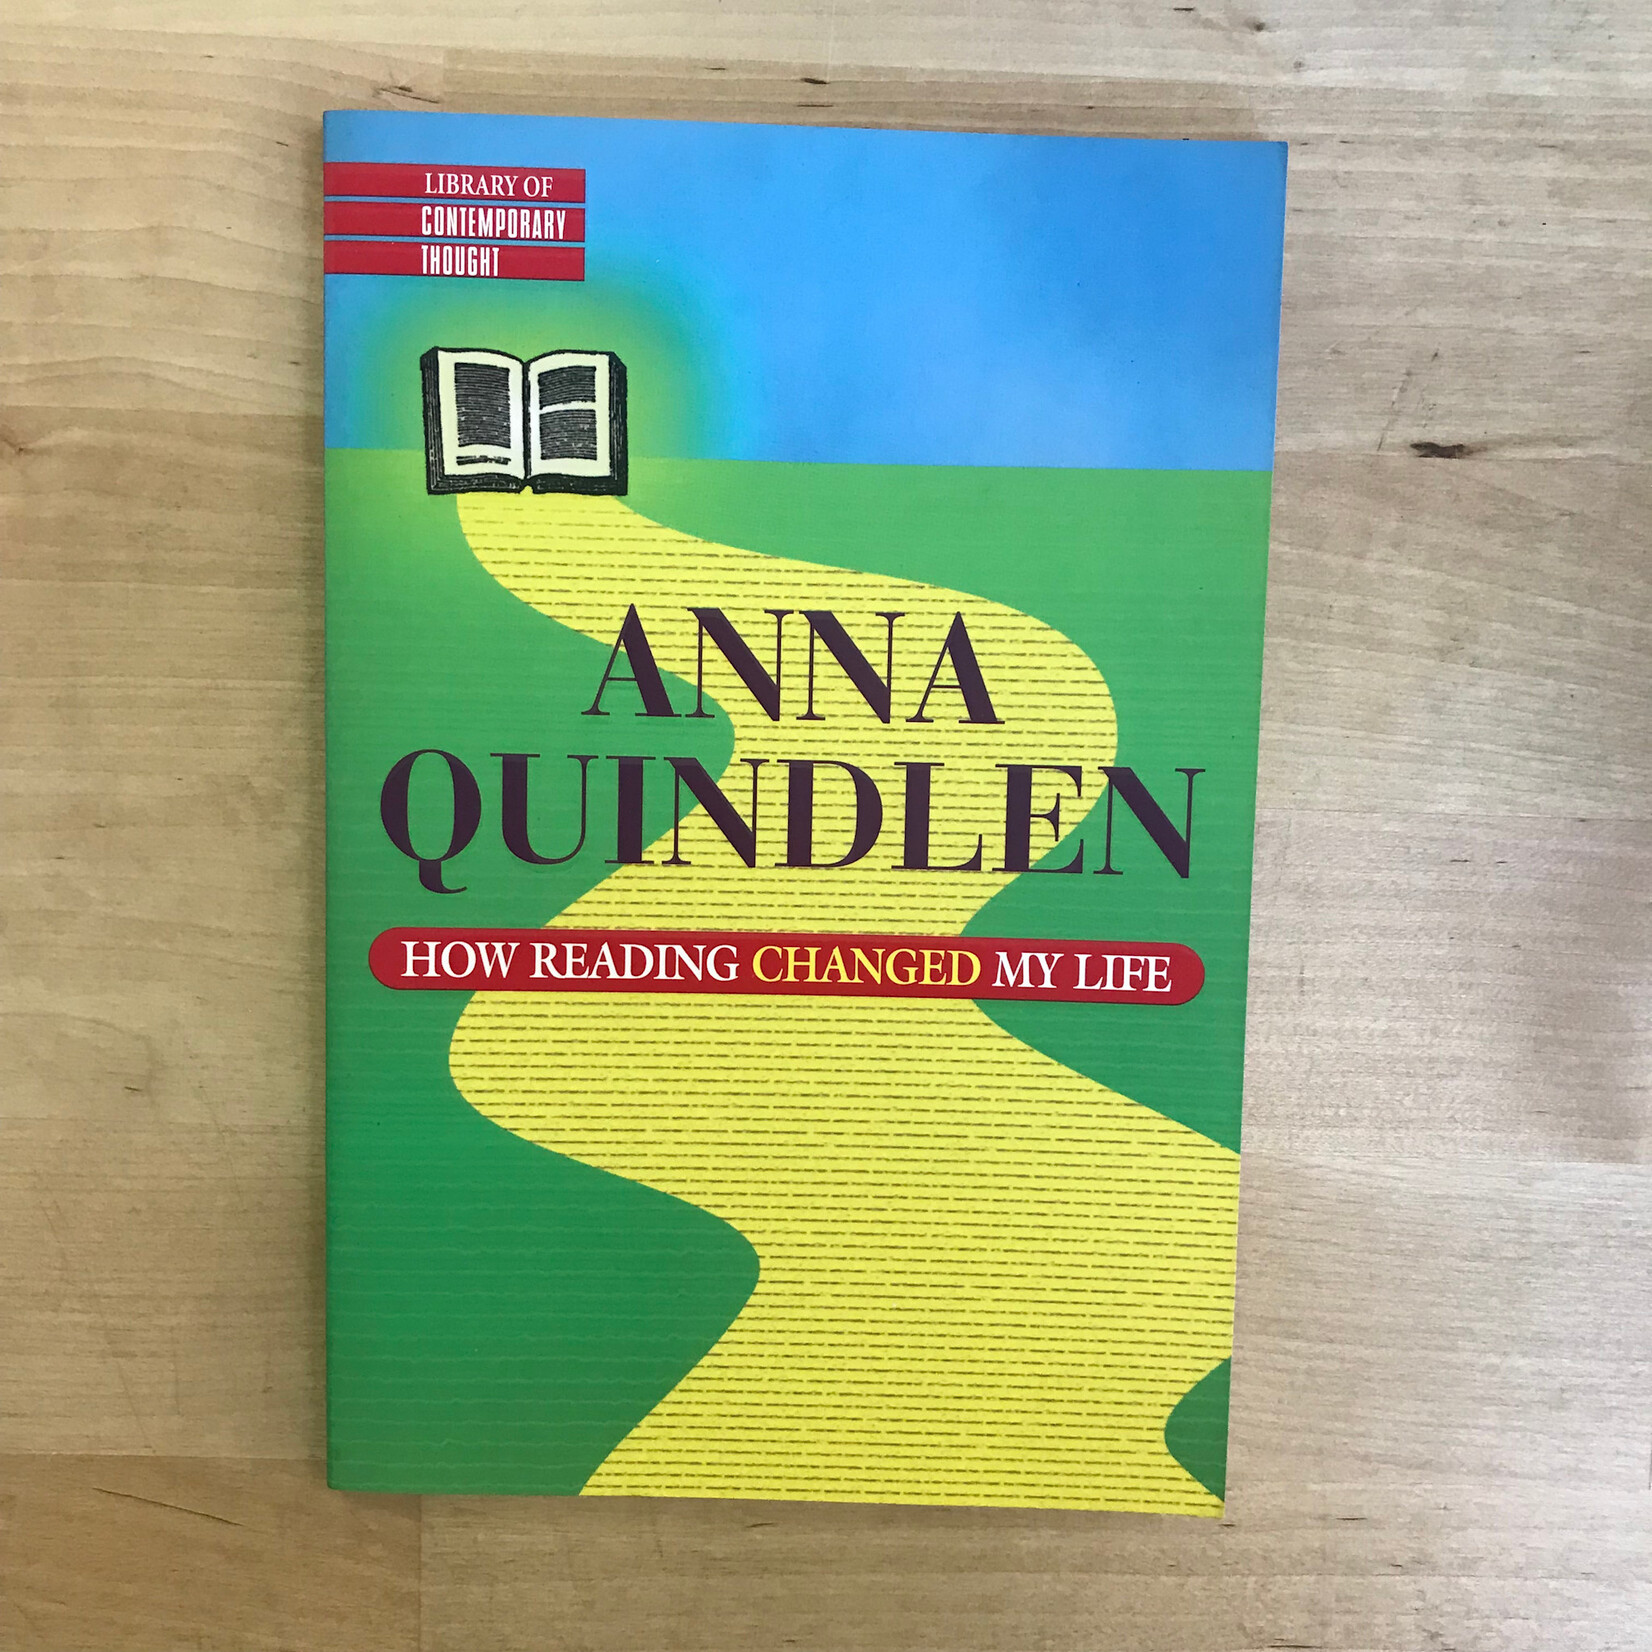 LIBRARY OF
CONTEMPORARY
THOUGHT
ANNA
QUINDLEN
HOW READING CHANGED MY LIFE